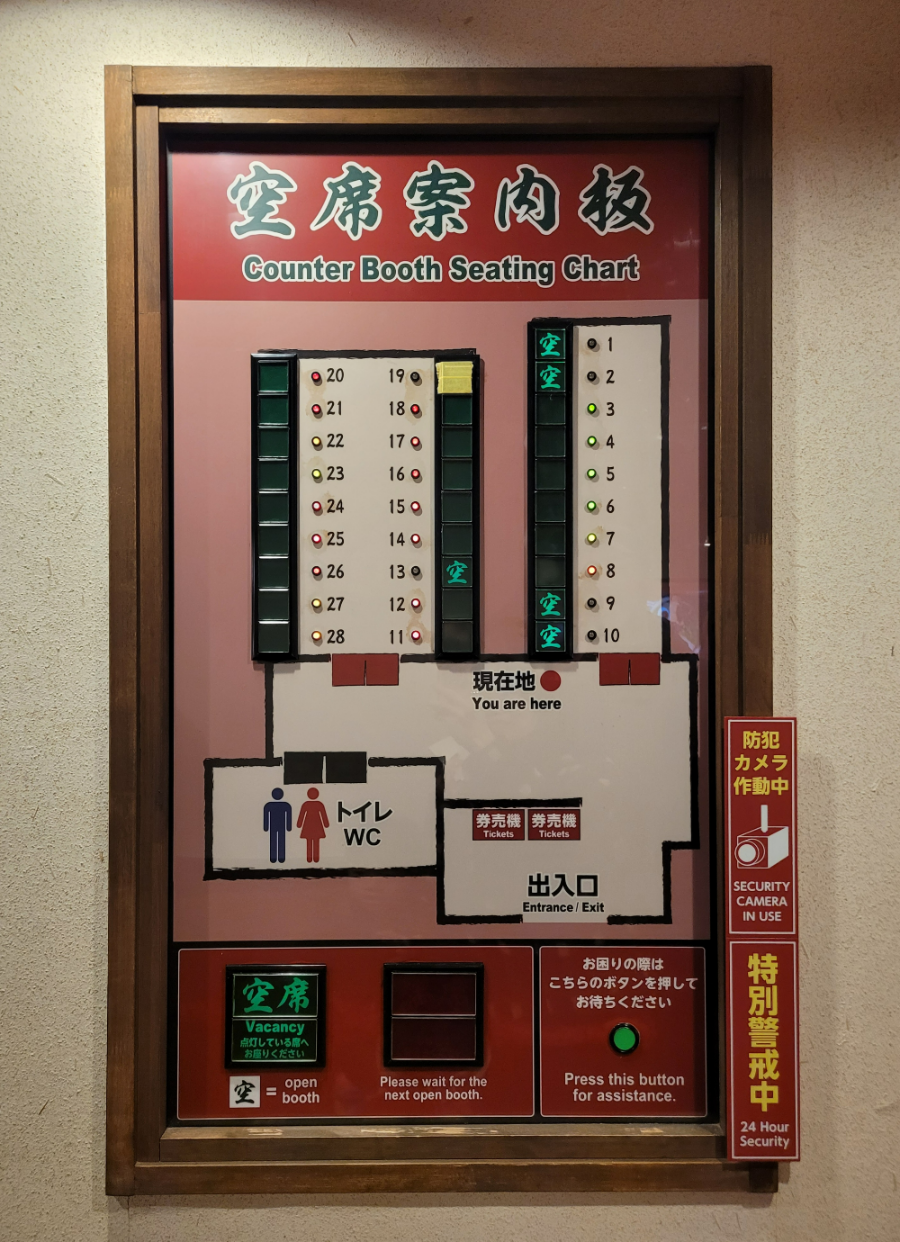 空席案内板
Counter Booth Seating Chart
空 1
空 2
3
4
5
6
7
8
空 9
空 10
20 19
21 18
22 17
23 16
24 15
25 14
26 13 空
27 12
28 11
現在地
You are here
トイレ
WC
券売機 券売機
Tickets Tickets
出入口
Entrance / Exit
空席
Vacancy
点灯している席へ
お座りください
空 = open
booth
Please wait for the
next open booth.
お困りの際は
こちらのボタンを押して
お待ちください
Press this button
for assistance.
防犯
カメラ
作動中
SECURITY
CAMERA
IN USE
特別警戒中
24 Hour
Security